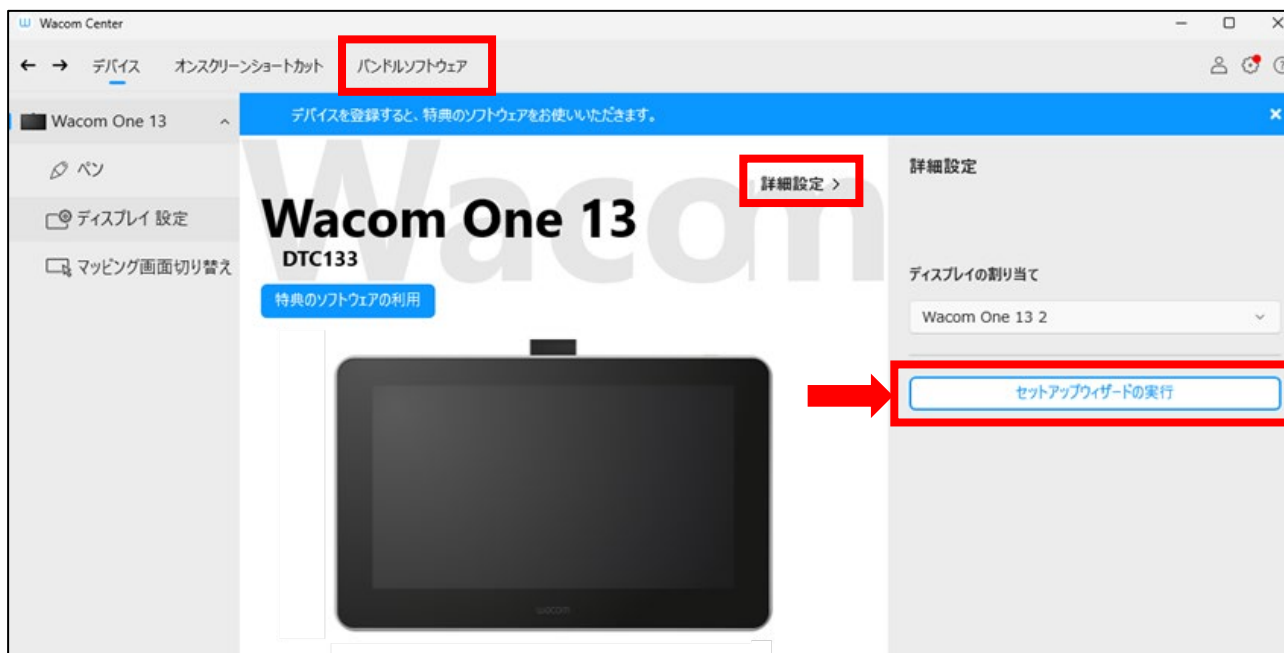 Wacom Center
デバイス オンスクリーンショートカット バンドルソフトウェア
Wacom One 13
デバイスを登録すると、特典のソフトウェアをお使いいただきます。
ペン
ディスプレイ 設定
マッピング画面切り替え
Wacom
詳細設定 >
Wacom One 13
DTC133
特典のソフトウェアの利用
wacom
詳細設定
ディスプレイの割り当て
Wacom One 13 2
セットアップウィザードの実行